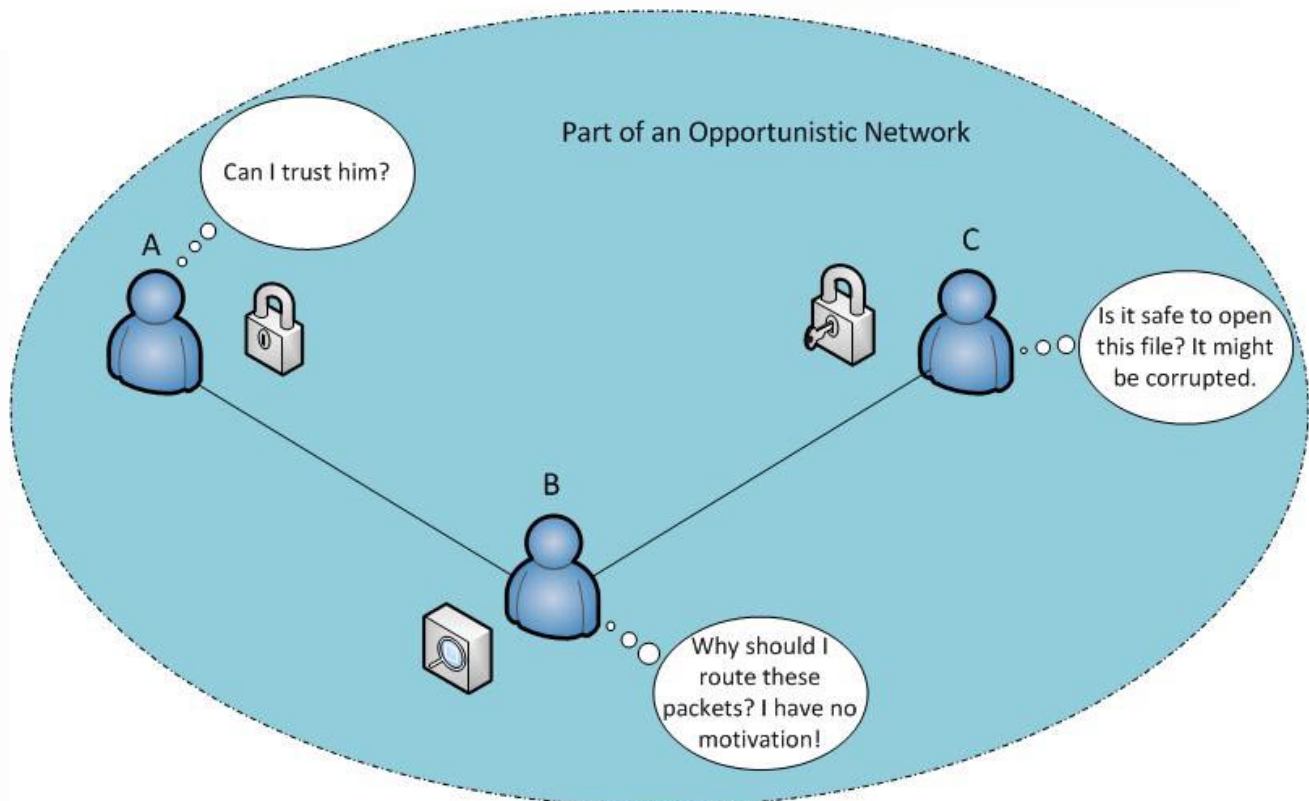 Part of an Opportunistic Network
Can I trust him?
A
C
Is it safe to open
this file? It might
be corrupted.
B
Why should I
route these
packets? I have no
motivation!